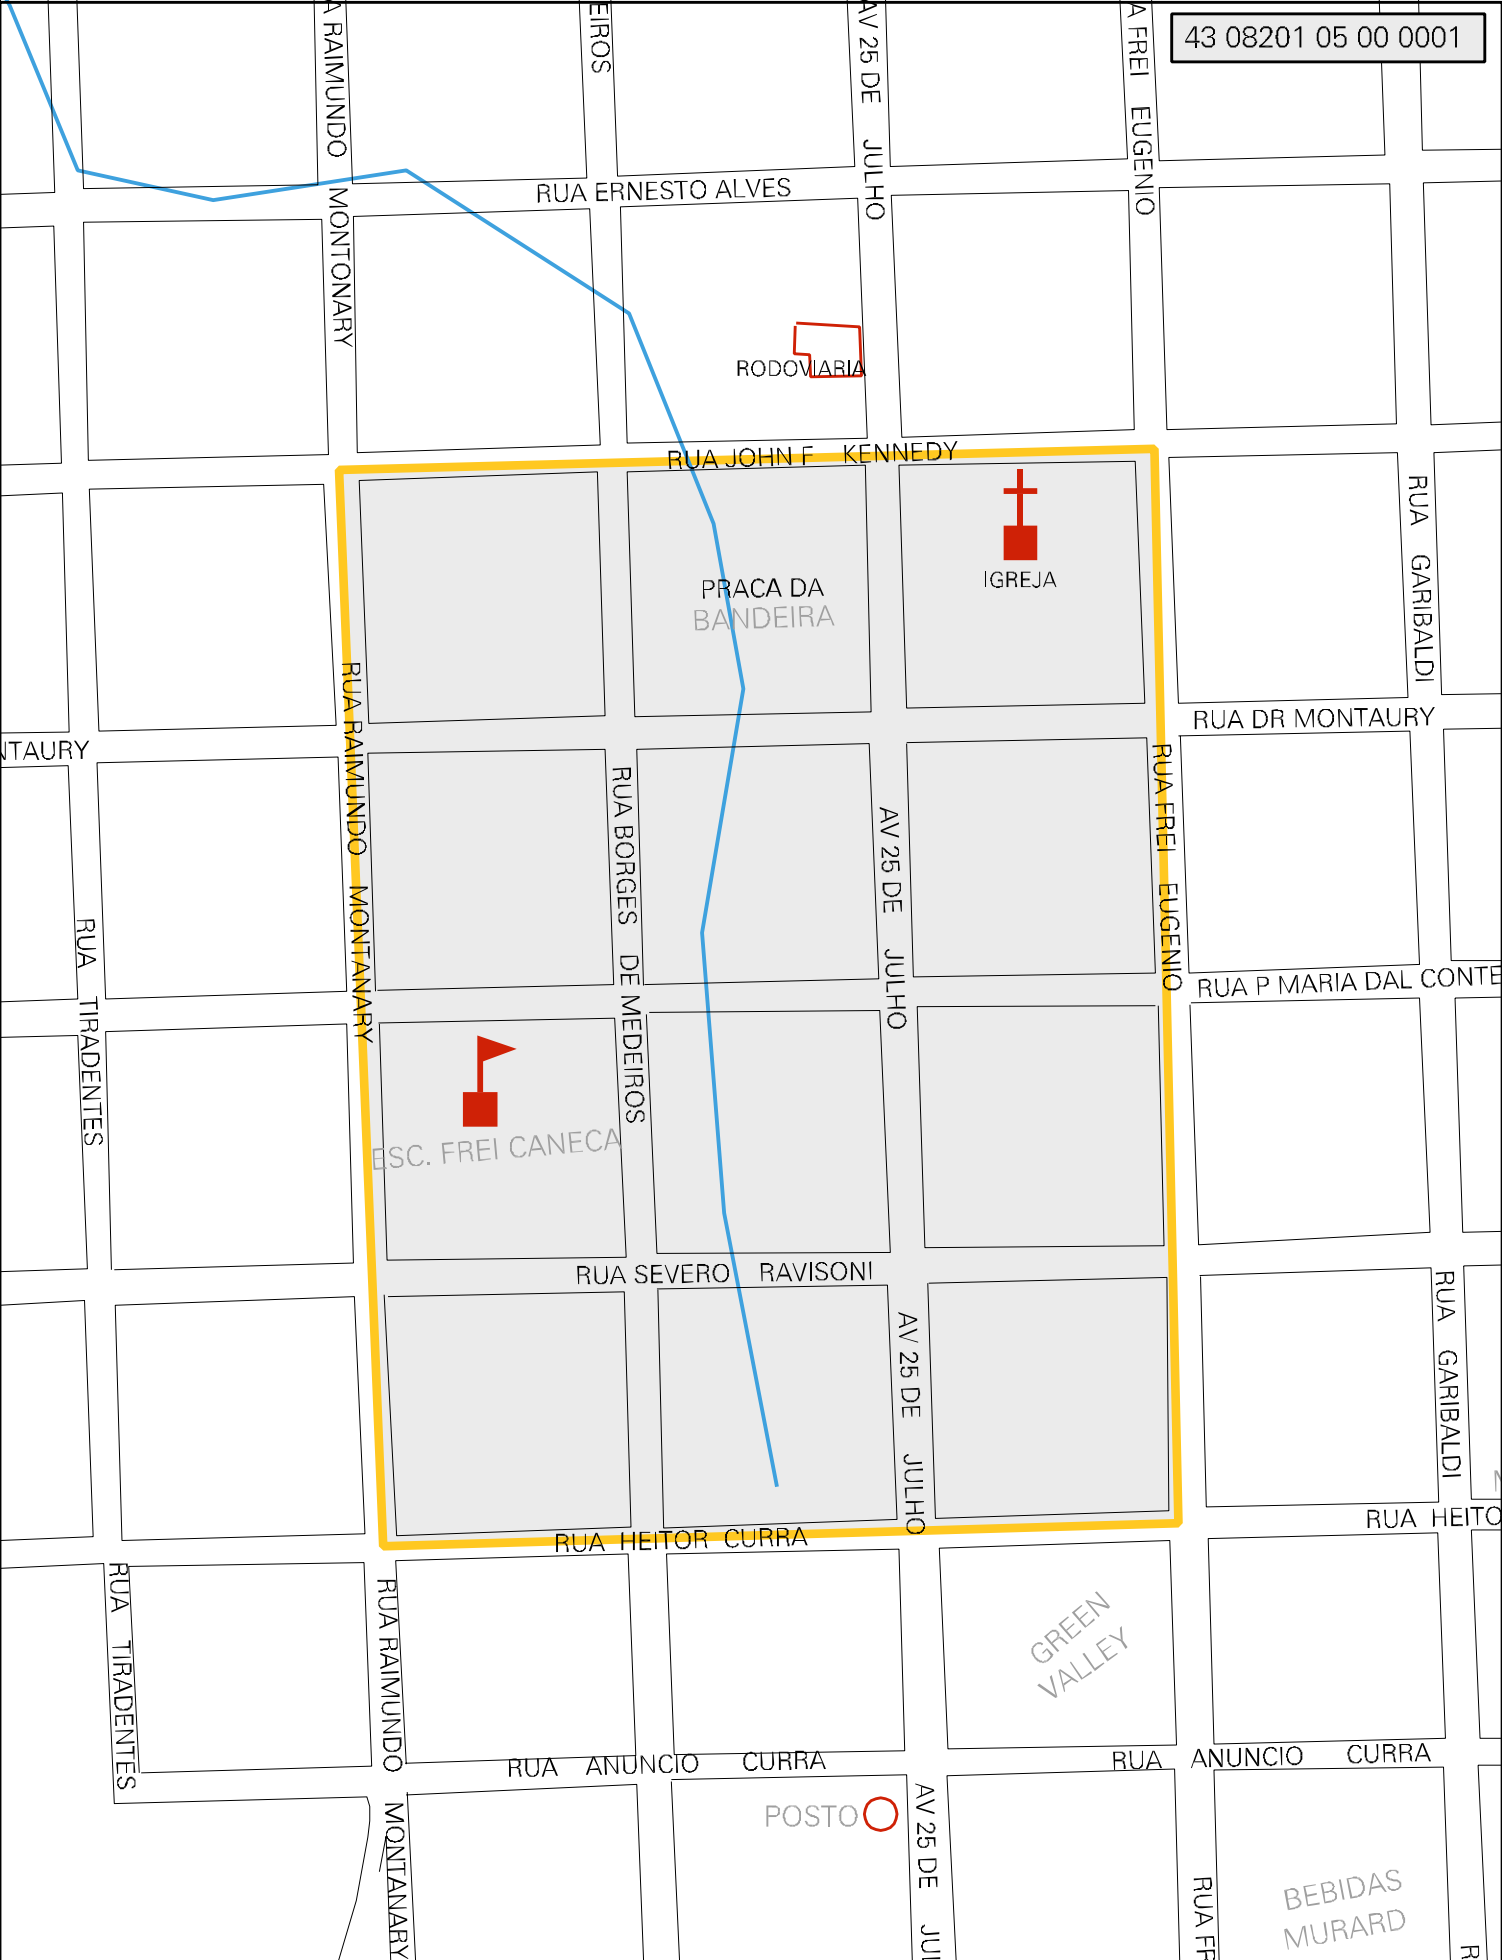 43 08201 05 00 0001
A RAIMUNDO MONTONARY
EIROS
AV 25 DE JULHO
A FREI EUGENIO
RUA ERNESTO ALVES
RODOVIARIA
RUA JOHN F KENNEDY
IGREJA
PRACA DA
BANDEIRA
RUA GARIBALDI
RUA RAIMUNDO MONTANARY
RUA DR MONTAURY
NTAURY
RUA BORGES DE MEDEIROS
AV 25 DE JULHO
RUA FREI EUGENIO
RUA TIRADENTES
RUA P MARIA DAL CONTE
ESC. FREI CANECA
RUA SEVERO RAVISONI
AV 25 DE JULHO
RUA GARIBALDI
RUA HEITOR CURRA
RUA HEITO
RUA TIRADENTES
RUA RAIMUNDO MONTANARY
GREEN
VALLEY
RUA ANUNCIO CURRA
RUA ANUNCIO CURRA
POSTO
AV 25 DE JUL
RUA FR
BEBIDAS
MURARD
R